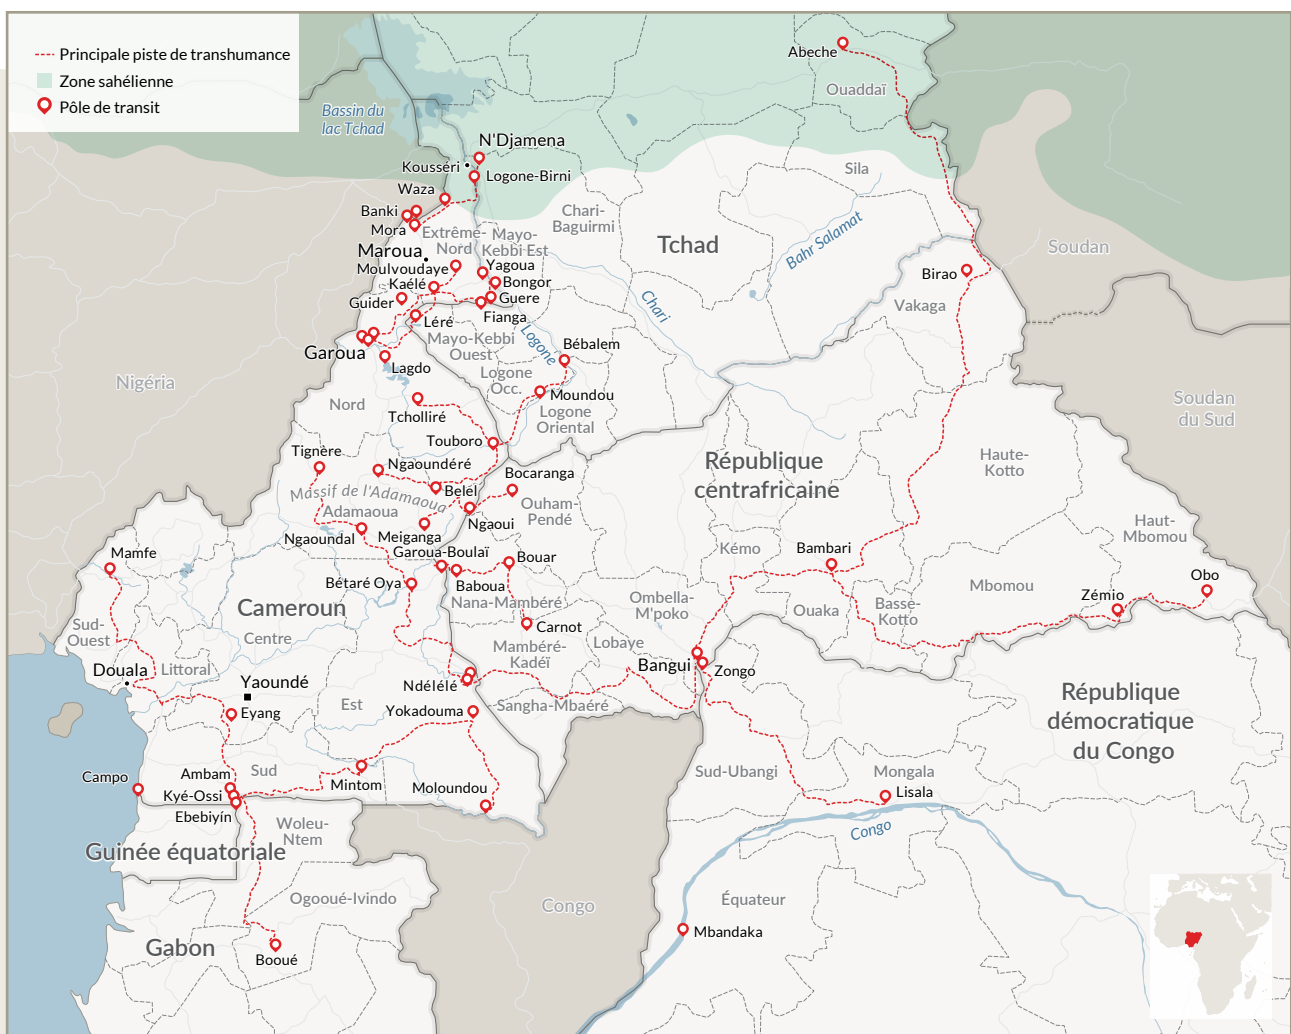 Principale piste de transhumance
Zone sahélienne
Pôle de transit
Abeche
Ouaddaï
Bassin du
lac Tchad
N'Djamena
Kousséri
Logone-Birni
Sila
Waza
Banki
Mora
Chari-
Baguirmi
Extrême-
Nord
Mayo-
Kebbi Est
Tchad
Bahr Salamat
Soudan
Maroua
Moulvoudaye
Yagoua
Birao
Kaélé
Bongor
Guider
Guere
Chari
Vakaga
Fianga
Léré
Mayo-Kebbi
Ouest
Logone
Bébalem
Garoua
Lagdo
Logone
Occ.
Nigéria
Moundou
Soudan
du Sud
Nord
Tcholliré
Logone
Oriental
Touboro
Tignère
Ngaoundéré
Bocaranga
République
centrafricaine
Haute-
Kotto
Massif de l'Adamaoua
Belel
Adamaoua
Ouham-
Pendé
Ngaoui
Ngaoundal
Meiganga
Haut-
Mbomou
Garoua-Boulaï
Mamfe
Bouar
Kémo
Bambari
Bétaré Oya
Baboua
Mbomou
Obo
Nana-Mambéré
Ombella-
M'poko
Zémio
Cameroun
Ouaka
Basse-
Kotto
Sud-
Ouest
Centre
Carnot
Lobaye
Mambéré-
Kadéï
Douala
Littoral
Bangui
Zongo
Yaoundé
Ndélélé
République
démocratique
du Congo
Est
Eyang
Yokadouma
Sangha-Mbaéré
Campo
Ambam
Sud
Sud-Ubangi
Mongala
Kyé-Ossi
Mintom
Moloundou
Lisala
Ebebiyín
Woleu-
Ntem
Congo
Guinée équatoriale
Ogooué-Ivindo
Équateur
Congo
Gabon
Mbandaka
Booué